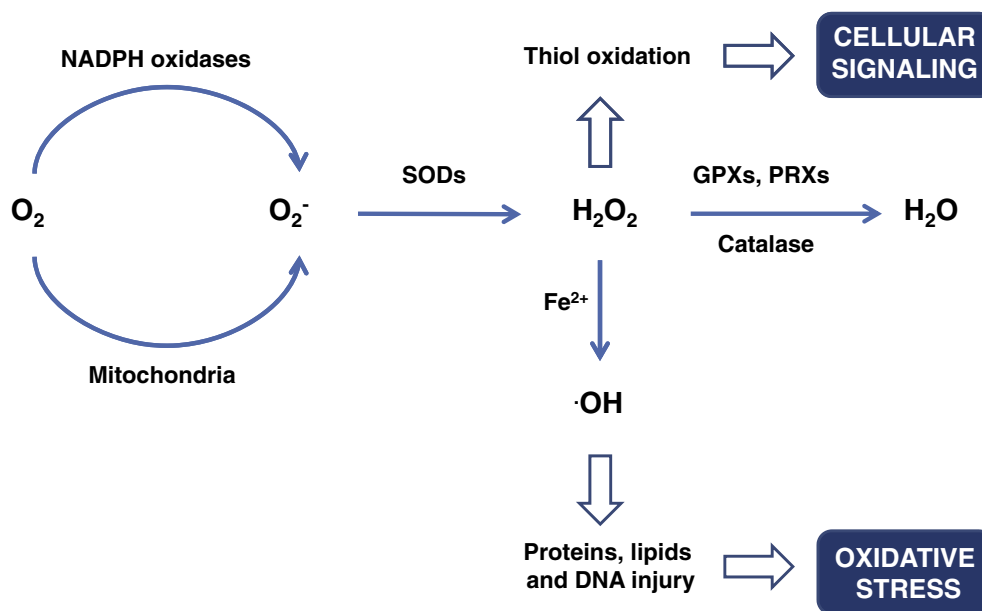 NADPH oxidases
Thiol oxidation
CELLULAR
SIGNALING
SODs
GPXs, PRXs
O₂
O₂⁻
H₂O₂
H₂O
Catalase
Fe²⁺
Mitochondria
·OH
Proteins, lipids
and DNA injury
OXIDATIVE
STRESS